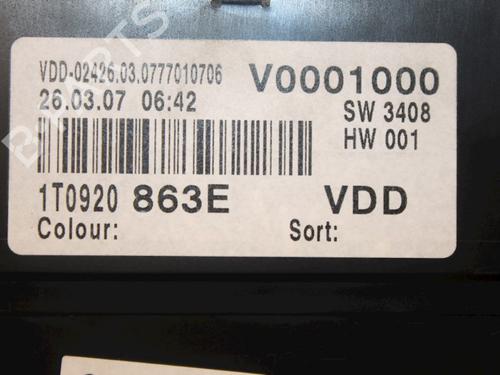 VDD-02426.03.0777010706 V0001000
26.03.07 06:42 SW 3408
HW 001
1T0920 863E VDD
Colour: Sort:
B-PARTS